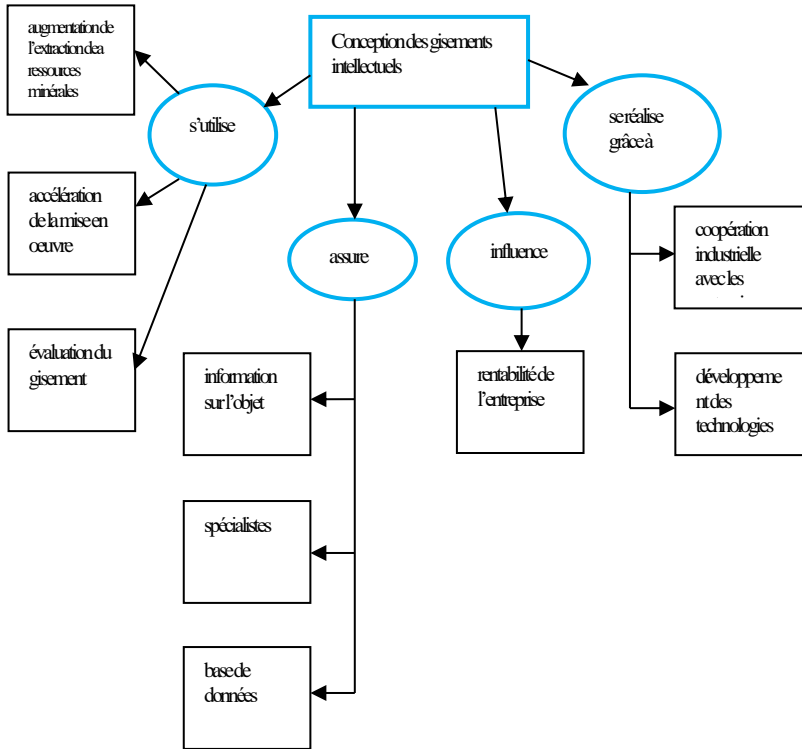 augmentation de
l'extraction dea
ressources
minérales
Conception des gisements
intellectuels
s'utilise
se réalise
grâce à
accélération
de la mise en
oeuvre
coopération
industrielle
avec les
assure
influence
évaluation du
gisement
information
sur l'objet
rentabilité de
l'entreprise
développeme
nt des
technologies
spécialistes
base de
données